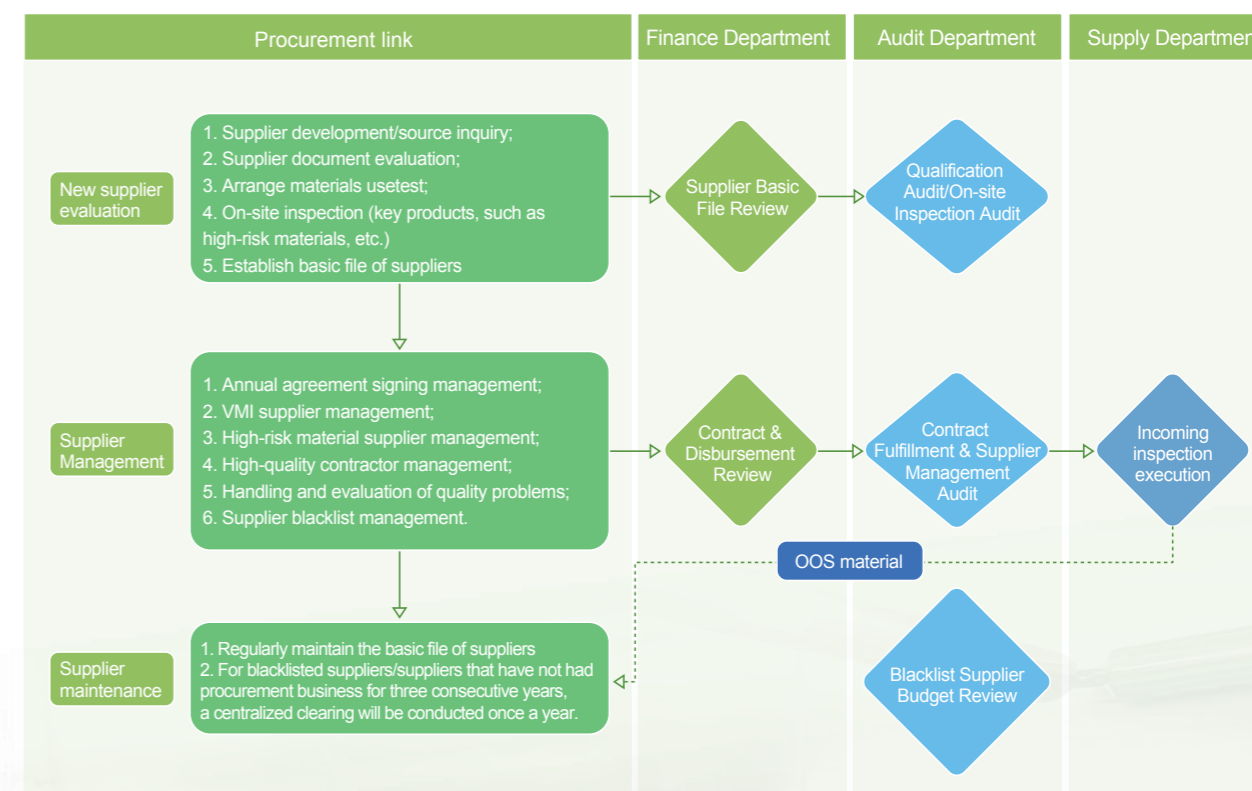 Procurement link
Finance Department
Audit Department
Supply Departmen
New supplier
evaluation
1. Supplier development/source inquiry;
2. Supplier document evaluation;
3. Arrange materials usetest;
4. On-site inspection (key products, such as
high-risk materials, etc.)
5. Establish basic file of suppliers
Supplier Basic
File Review
Qualification
Audit/On-site
Inspection Audit
Supplier
Management
1. Annual agreement signing management;
2. VMI supplier management;
3. High-risk material supplier management;
4. High-quality contractor management;
5. Handling and evaluation of quality problems;
6. Supplier blacklist management.
Contract &
Disbursement
Review
Contract
Fulfillment & Supplier
Management
Audit
Incoming
inspection
execution
OOS material
Supplier
maintenance
1. Regularly maintain the basic file of suppliers
2. For blacklisted suppliers/suppliers that have not had
procurement business for three consecutive years,
a centralized clearing will be conducted once a year.
Blacklist Supplier
Budget Review